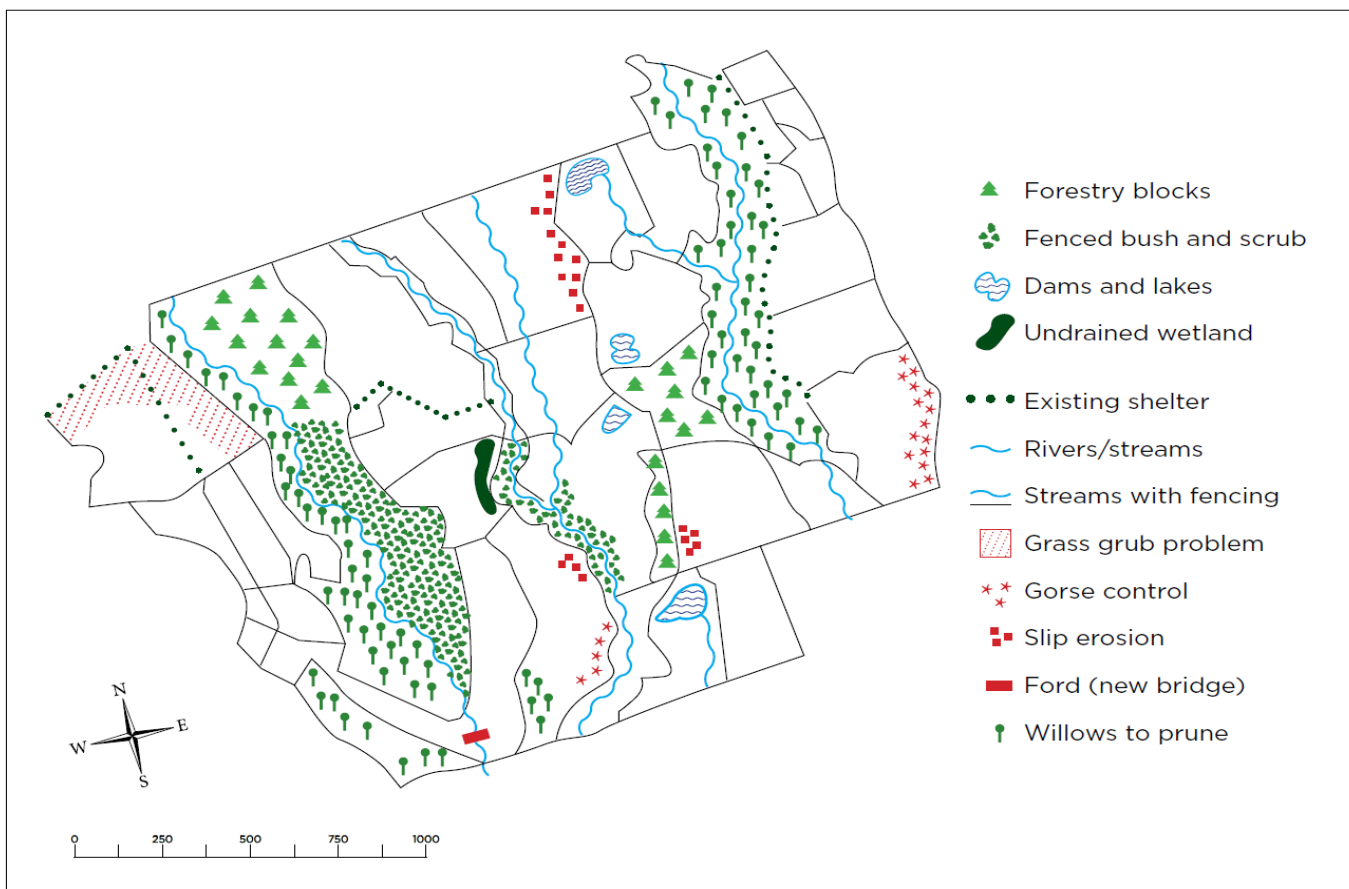 Forestry blocks
Fenced bush and scrub
Dams and lakes
Undrained wetland
Existing shelter
Rivers/streams
Streams with fencing
Grass grub problem
Gorse control
Slip erosion
Ford (new bridge)
Willows to prune
N
W E
S
0 250 500 750 1000